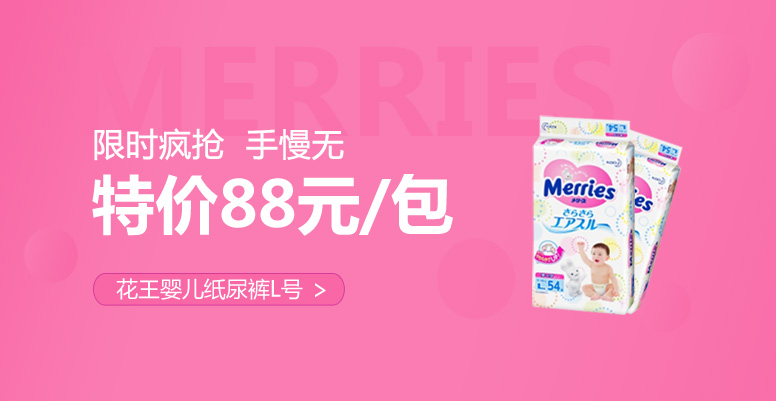 MERRIES
限时疯抢 手慢无
特价88元/包
花王婴儿纸尿裤L号 >
Merries
メリーズ
さらさら
エアスルー
L 54